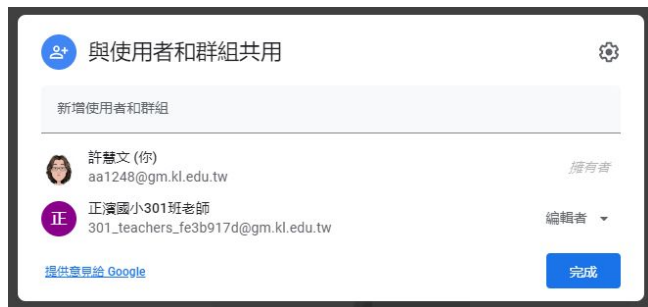 與使用者和群組共用
新增使用者和群組
許慧文 (你)
aa1248@gm.kl.edu.tw
擁有者
正
正濱國小301班老師
301_teachers_fe3b917d@gm.kl.edu.tw
編輯者
提供意見給 Google
完成